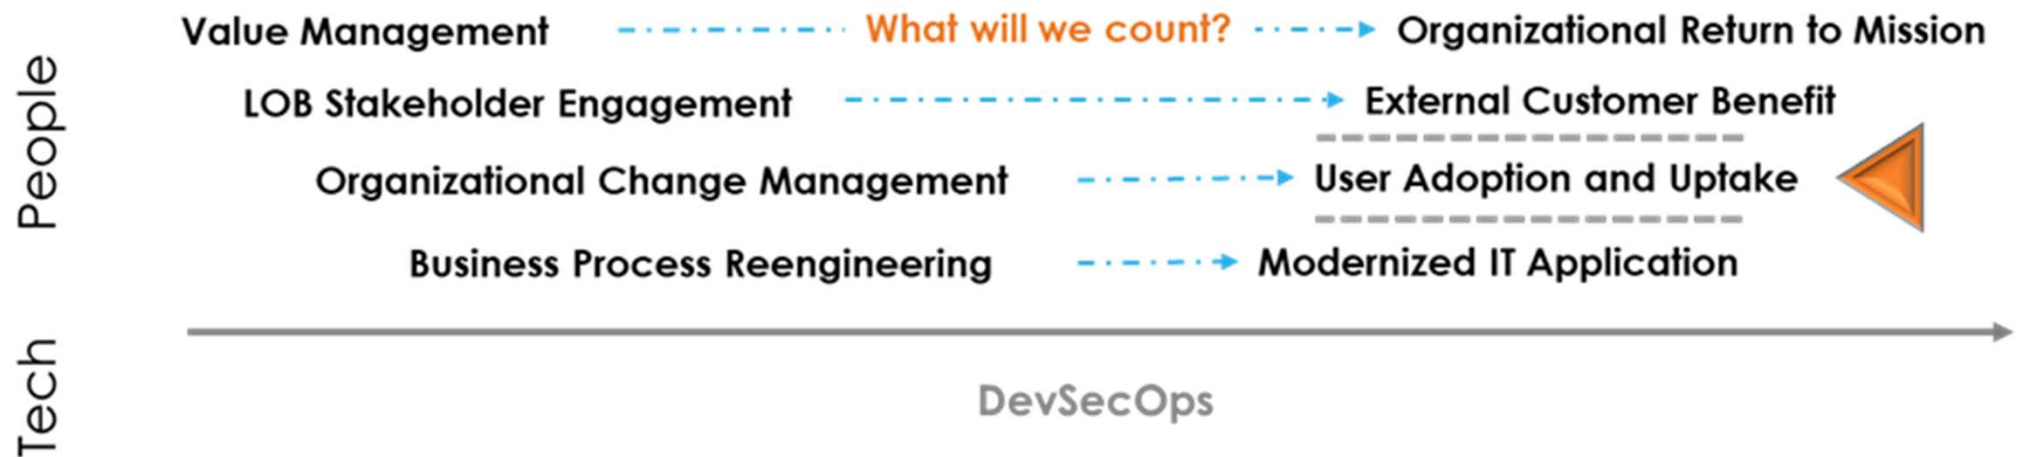 People
Value Management What will we count? Organizational Return to Mission
LOB Stakeholder Engagement External Customer Benefit
Organizational Change Management User Adoption and Uptake
Business Process Reengineering Modernized IT Application
Tech
DevSecOps